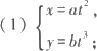 (1) { x = at²,
y = bt³;